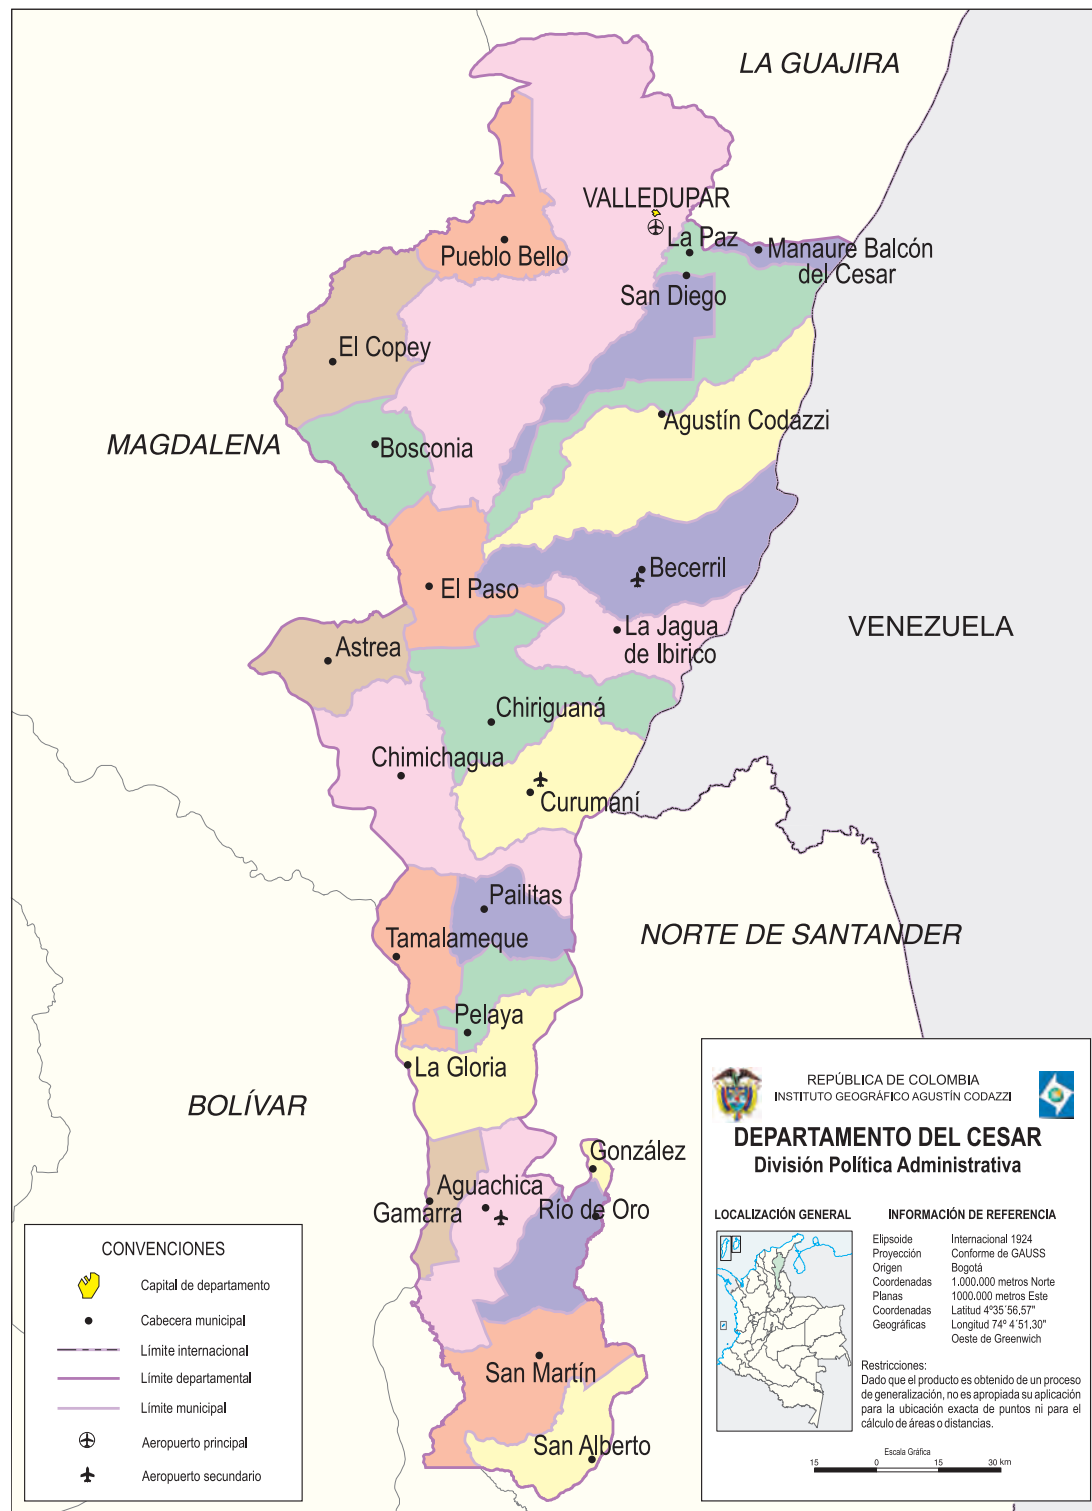 LA GUAJIRA
VALLEDUPAR
La Paz
Pueblo Bello
Manaure Balcón
del Cesar
San Diego
El Copey
Agustín Codazzi
MAGDALENA
Bosconia
Becerril
El Paso
VENEZUELA
La Jagua
de Ibirico
Astrea
Chiriguaná
Chimichagua
Curumaní
Pailitas
NORTE DE SANTANDER
Tamalameque
Pelaya
La Gloria
BOLÍVAR
González
Aguachica
Gamarra
Río de Oro
San Martín
San Alberto
CONVENCIONES
Capital de departamento
Cabecera municipal
Límite internacional
Límite departamental
Límite municipal
Aeropuerto principal
Aeropuerto secundario
REPÚBLICA DE COLOMBIA
INSTITUTO GEOGRÁFICO AGUSTÍN CODAZZI
DEPARTAMENTO DEL CESAR
División Política Administrativa
LOCALIZACIÓN GENERAL
INFORMACIÓN DE REFERENCIA
Elipsoide Internacional 1924
Proyección Conforme de GAUSS
Origen Bogotá
Coordenadas 1.000.000 metros Norte
Planas 1000.000 metros Este
Coordenadas Latitud 4º35´56,57"
Geográficas Longitud 74º 4´51,30"
Oeste de Greenwich
Restricciones:
Dado que el producto es obtenido de un proceso
de generalización, no es apropiada su aplicación
para la ubicación exacta de puntos ni para el
cálculo de áreas o distancias.
Escala Gráfica
15 0 15 30 km